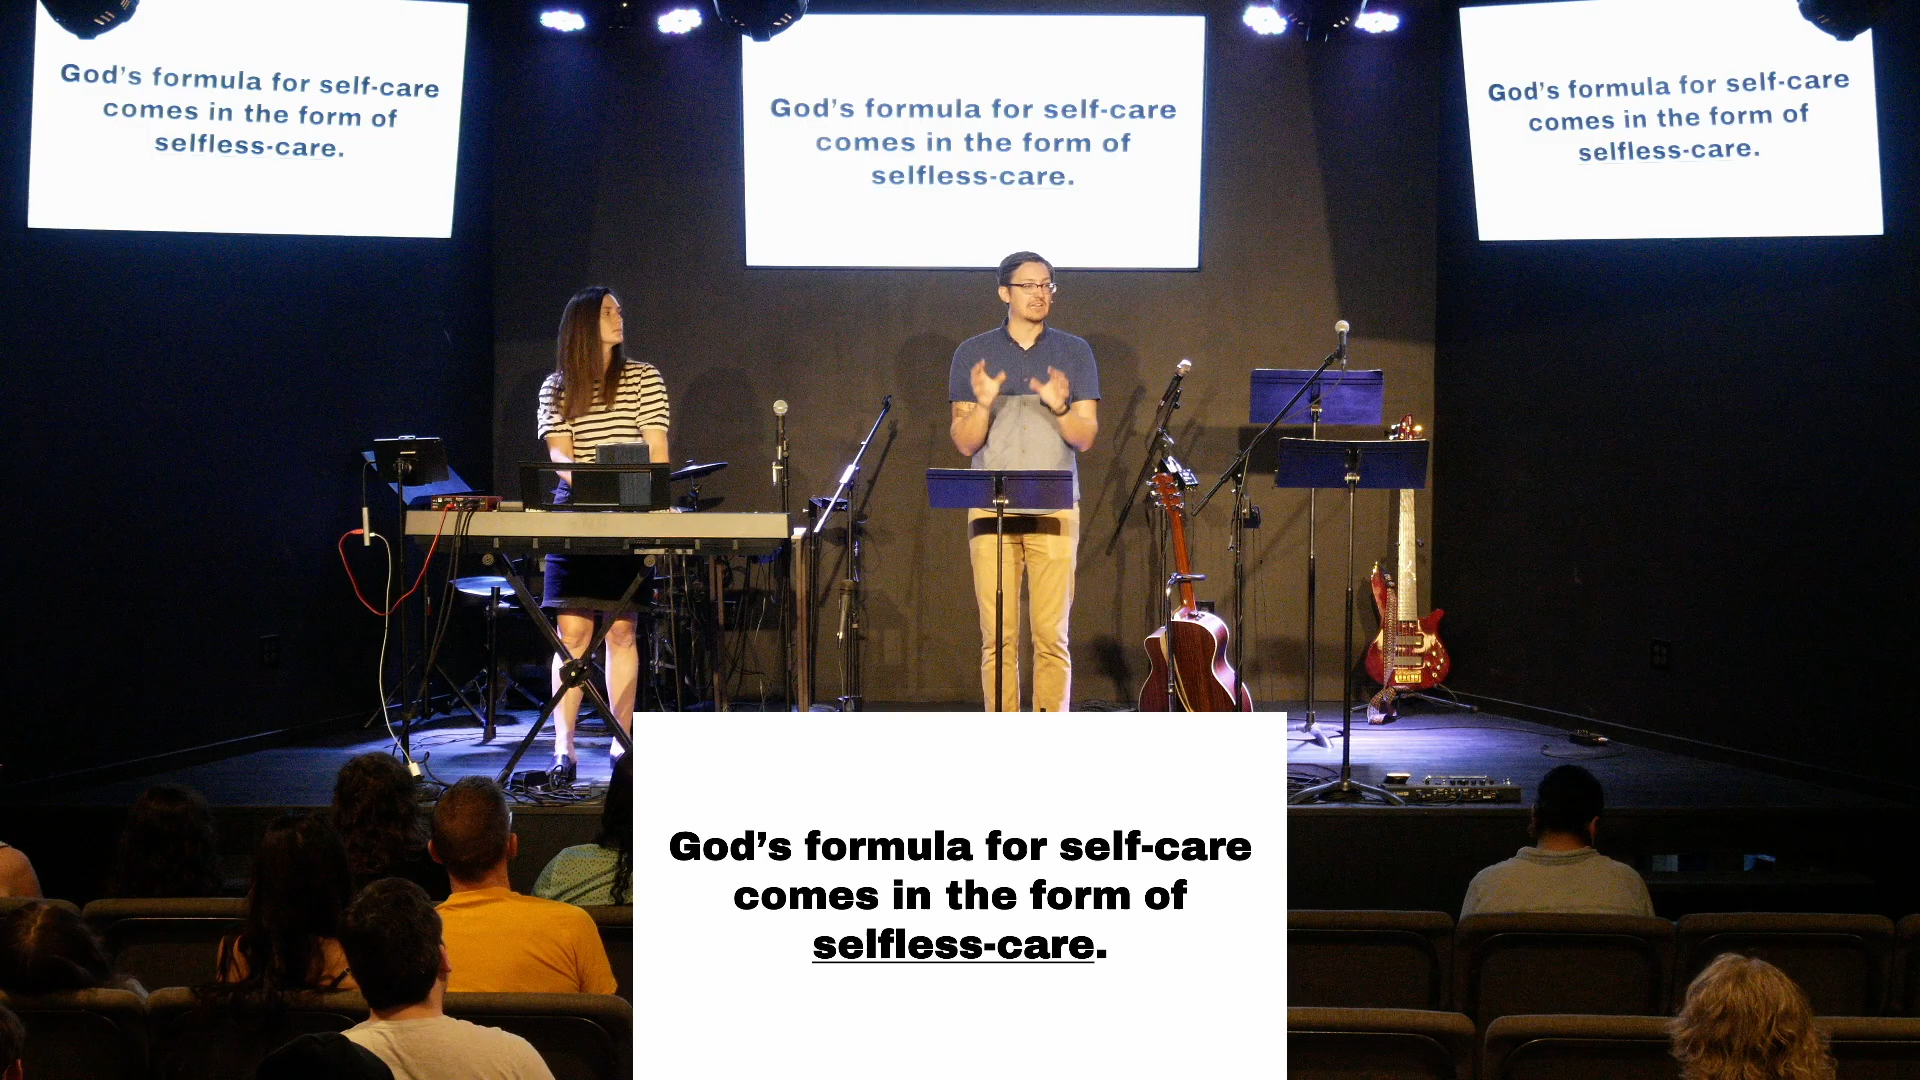 God's formula for self-care
comes in the form of
selfless-care.
God's formula for self-care
comes in the form of
selfless-care.
God's formula for self-care
comes in the form of
selfless-care.
God's formula for self-care
comes in the form of
selfless-care.